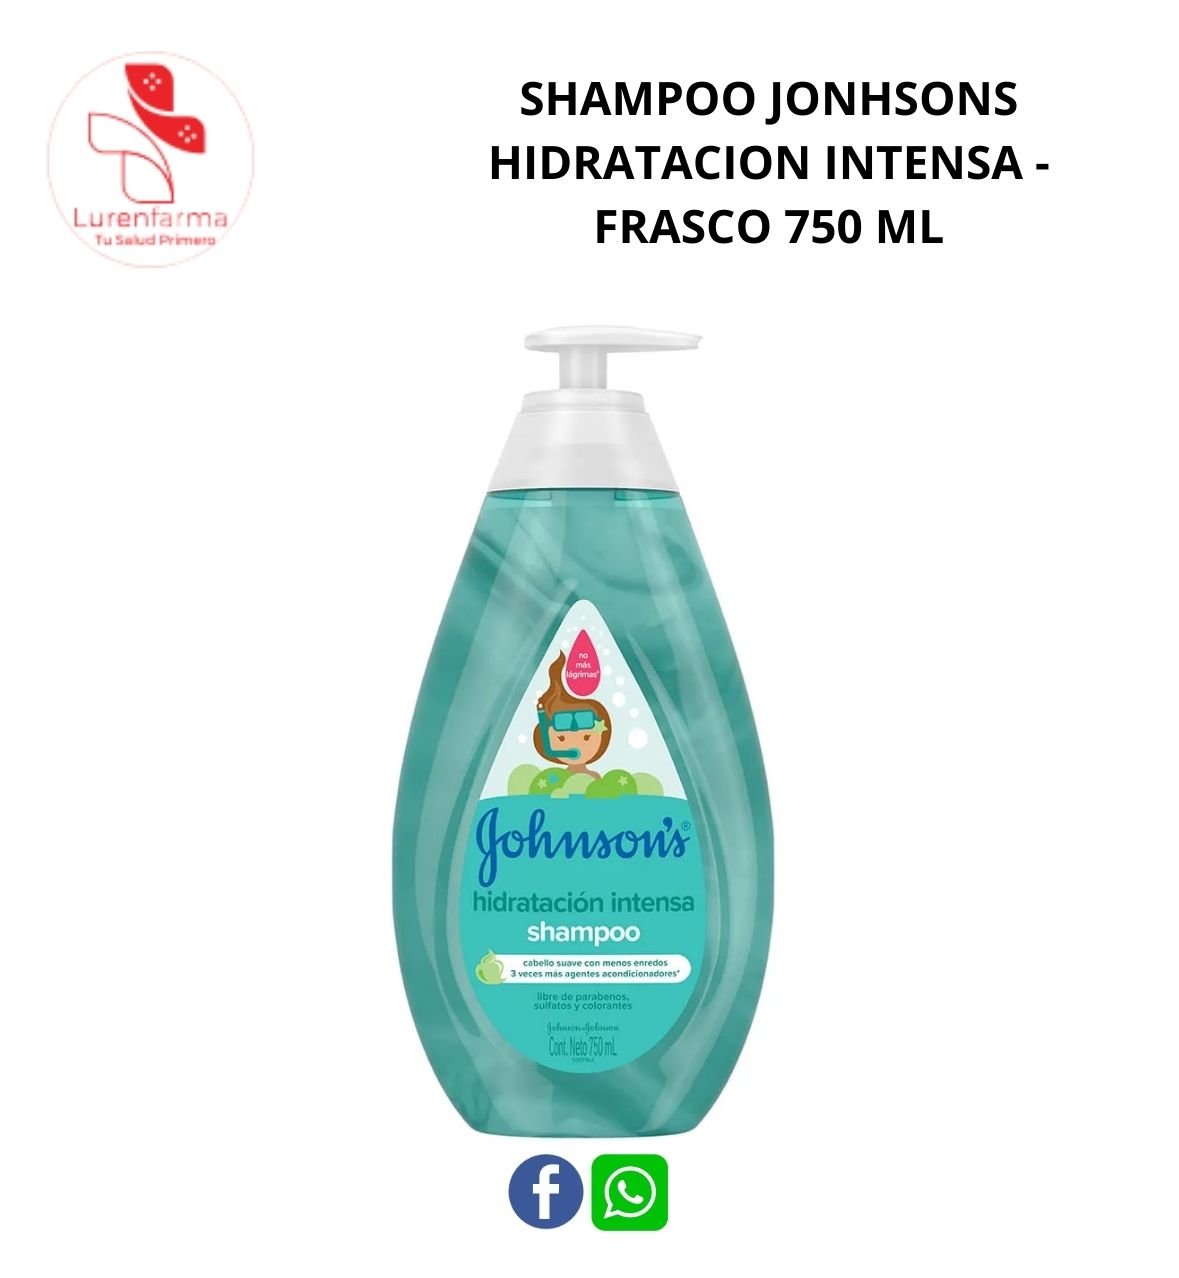 Lurenfarma
Tu Salud Primero
SHAMPOO JONHSONS
HIDRATACION INTENSA -
FRASCO 750 ML
no
más
lágrimas*
Johnson's®
hidratación intensa
shampoo
cabello suave con menos enredos
3 veces más agentes acondicionadores*
libre de parabenos,
sulfatos y colorantes
Johnson & Johnson
Cont. Neto 750 mL